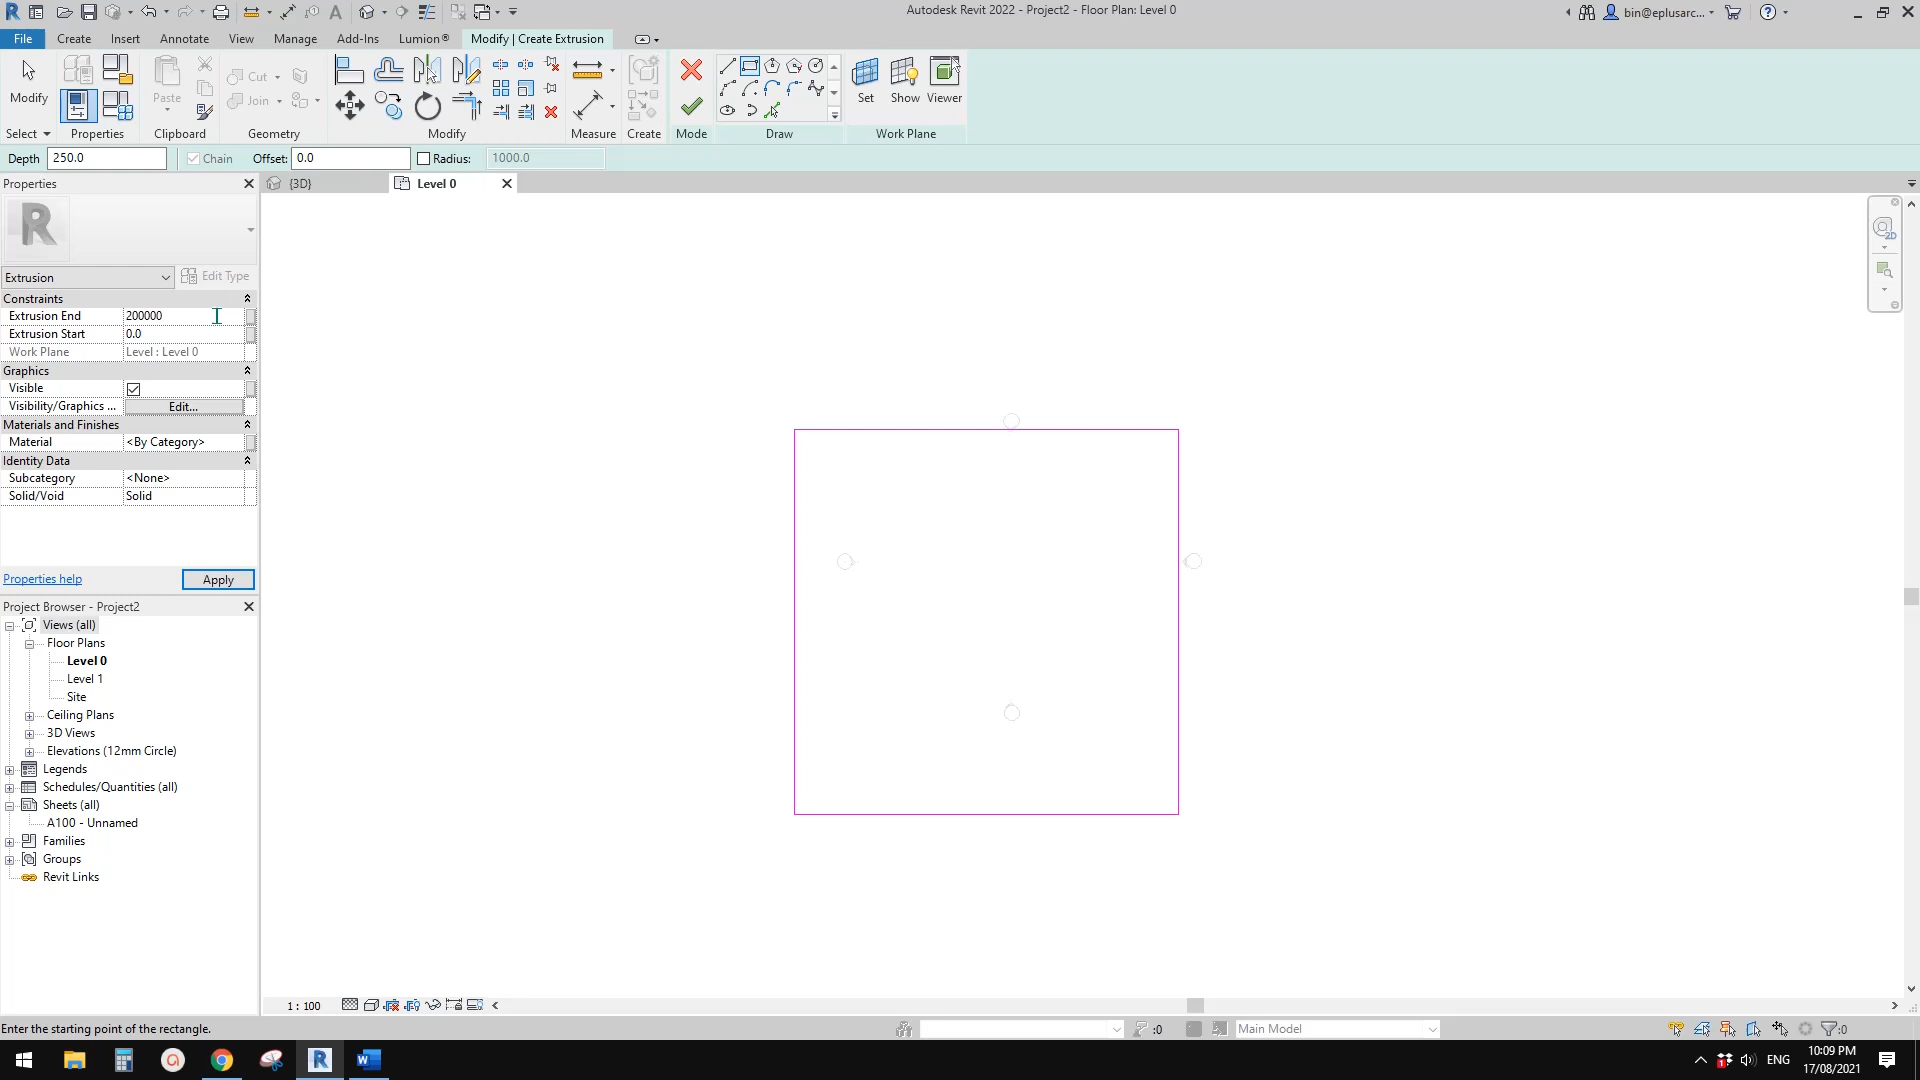 Autodesk Revit 2022 - Project2 - Floor Plan: Level 0
bin@eplusarc...
File Create Insert Annotate View Manage Add-Ins Lumion® Modify | Create Extrusion
Modify Paste Cut Join Set Show Viewer
Select Properties Clipboard Geometry Modify Measure Create Mode Draw Work Plane
Depth 250.0 Chain Offset: 0.0 Radius: 1000.0
Properties
{3D} Level 0
Extrusion Edit Type
Constraints
Extrusion End 200000
Extrusion Start 0.0
Work Plane Level : Level 0
Graphics
Visible
Visibility/Graphics ... Edit...
Materials and Finishes
Material <By Category>
Identity Data
Subcategory <None>
Solid/Void Solid
Properties help Apply
Project Browser - Project2
Views (all)
Floor Plans
Level 0
Level 1
Site
Ceiling Plans
3D Views
Elevations (12mm Circle)
Legends
Schedules/Quantities (all)
Sheets (all)
A100 - Unnamed
Families
Groups
Revit Links
2D
1 : 100
Enter the starting point of the rectangle. :0 Main Model :0
ENG
10:09 PM
17/08/2021